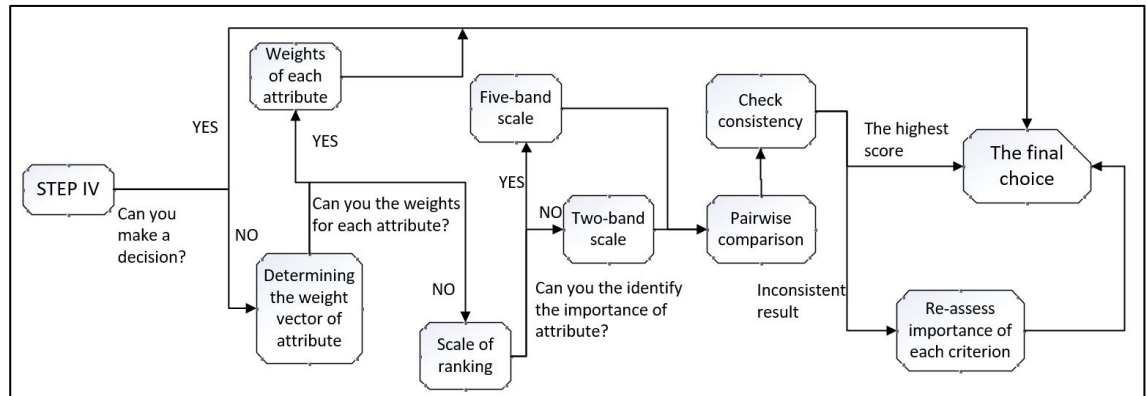 STEP IV
Can you
make a
decision?
YES
NO
Weights
of each
attribute
YES
Can you the weights
for each attribute?
Determining
the weight
vector of
attribute
NO
Scale of
ranking
Five-band
scale
YES
NO
Two-band
scale
Can you the identify
the importance of
attribute?
Check
consistency
Pairwise
comparison
The highest
score
Inconsistent
result
The final
choice
Re-assess
importance of
each criterion